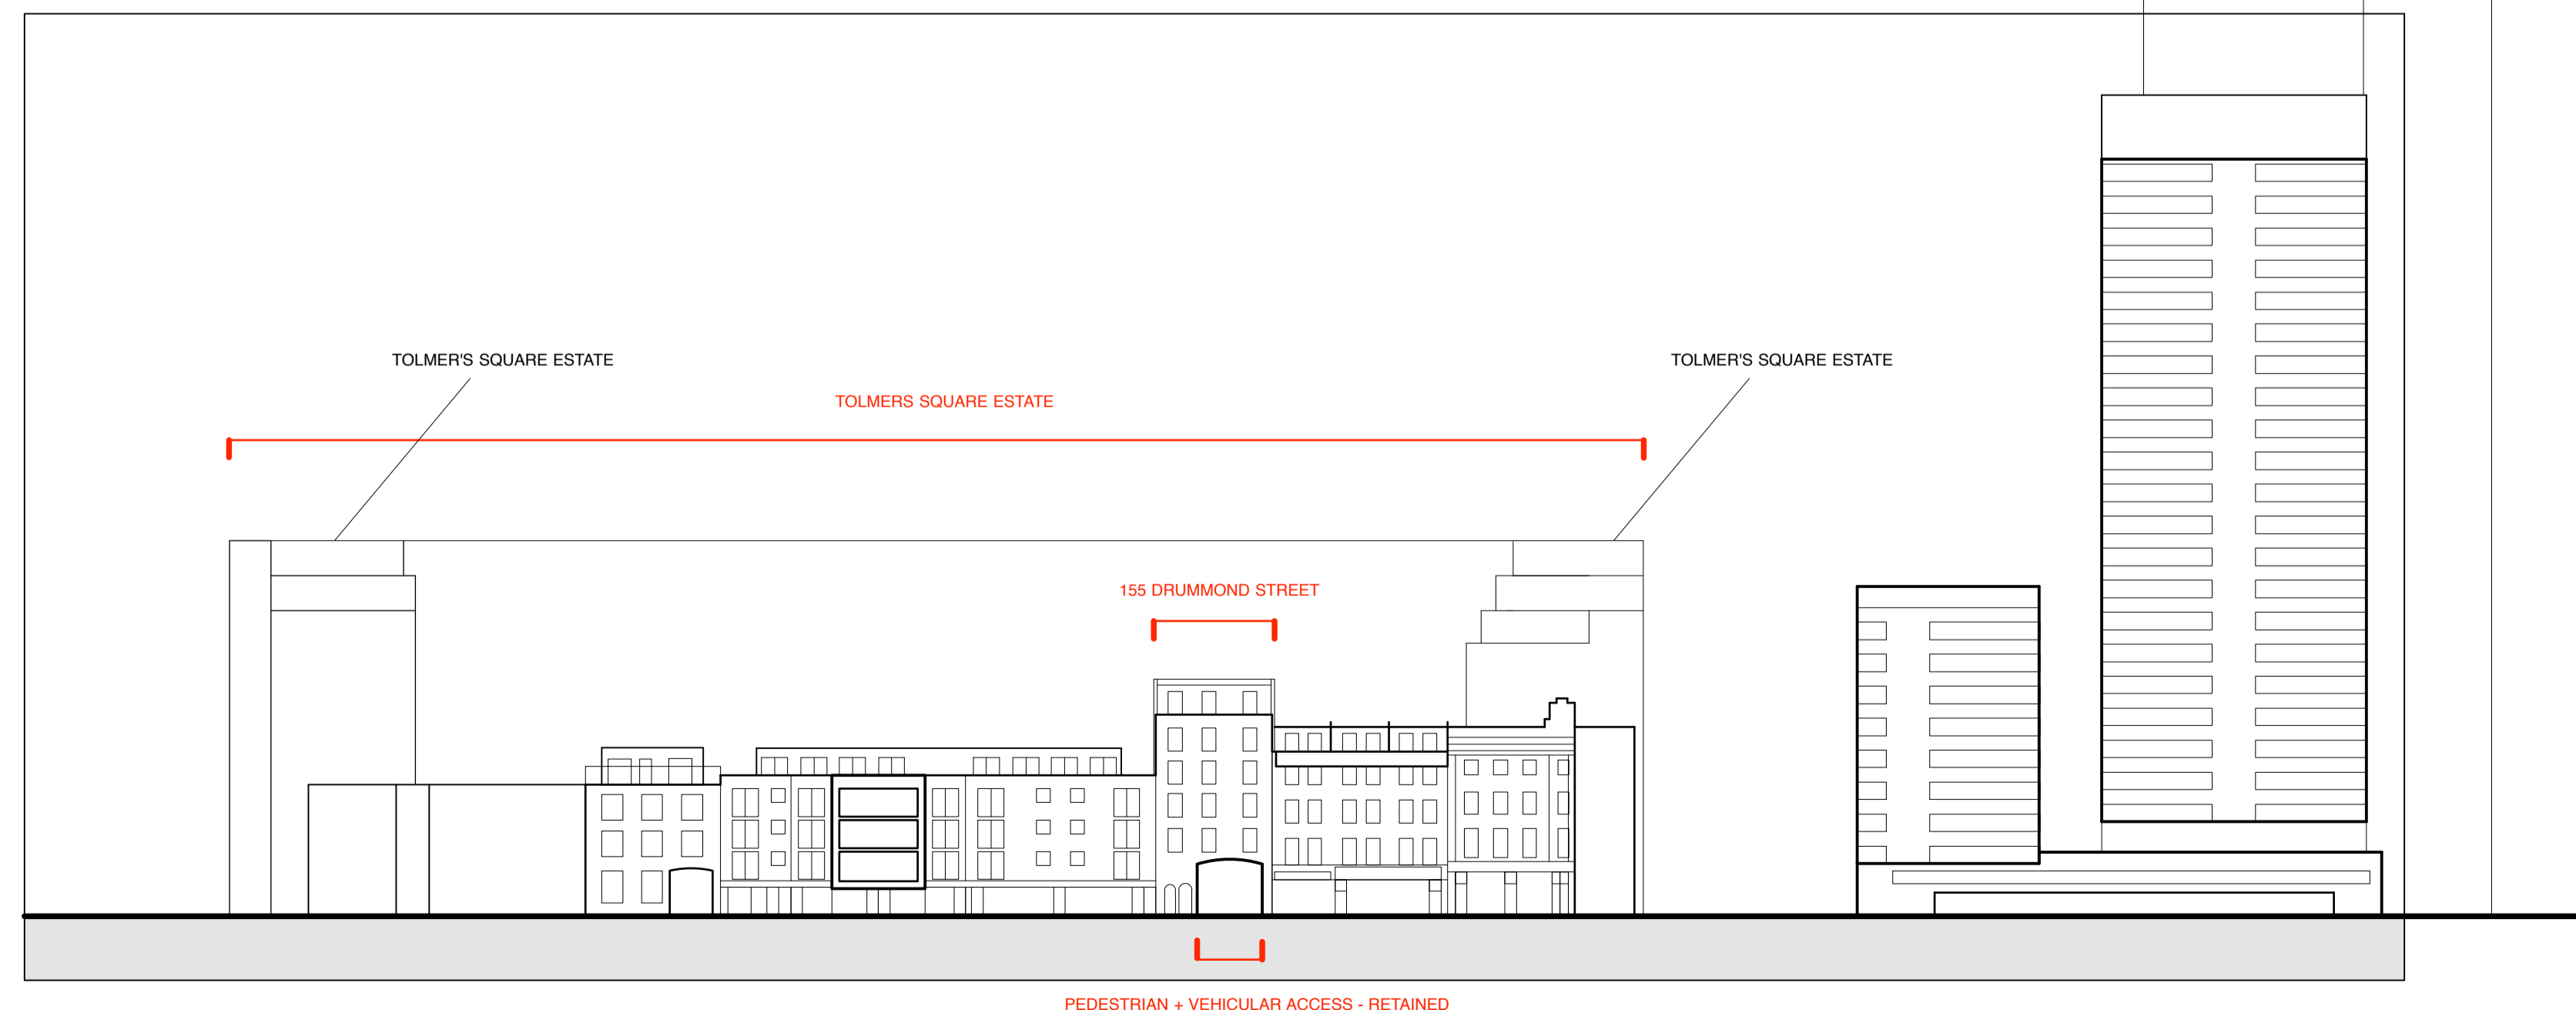 TOLMER'S SQUARE ESTATE
TOLMER'S SQUARE ESTATE
TOLMERS SQUARE ESTATE
155 DRUMMOND STREET
PEDESTRIAN + VEHICULAR ACCESS - RETAINED